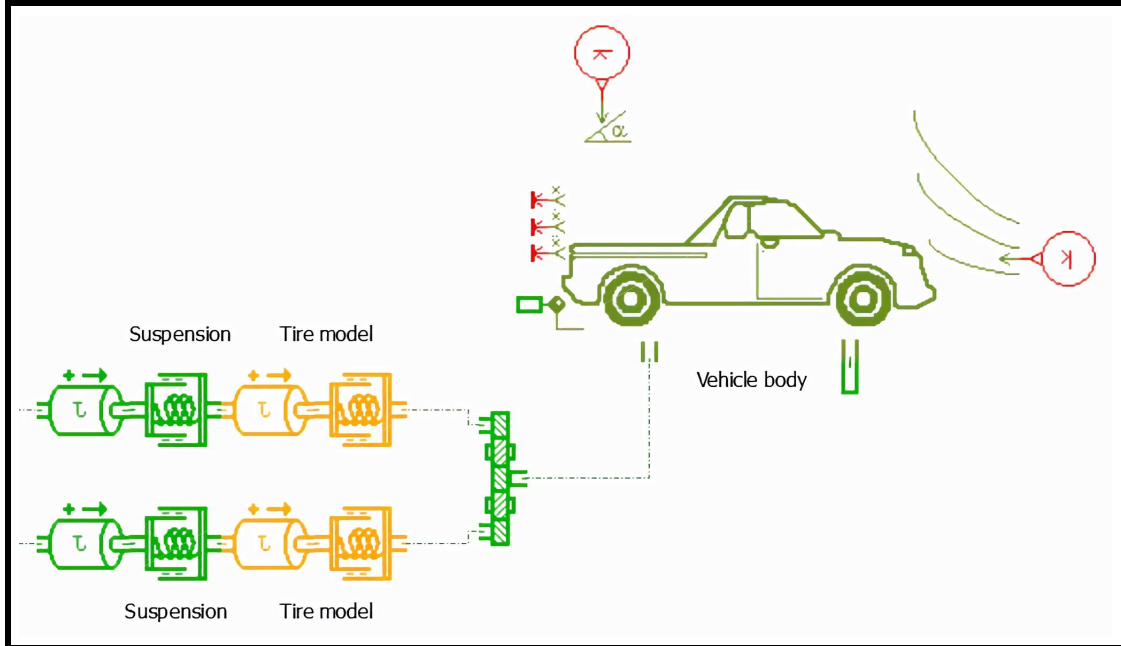 K
α
ẋ
ẋ
ẍ
K
Suspension Tire model
Vehicle body
+ +
J J
+ +
J J
Suspension Tire model